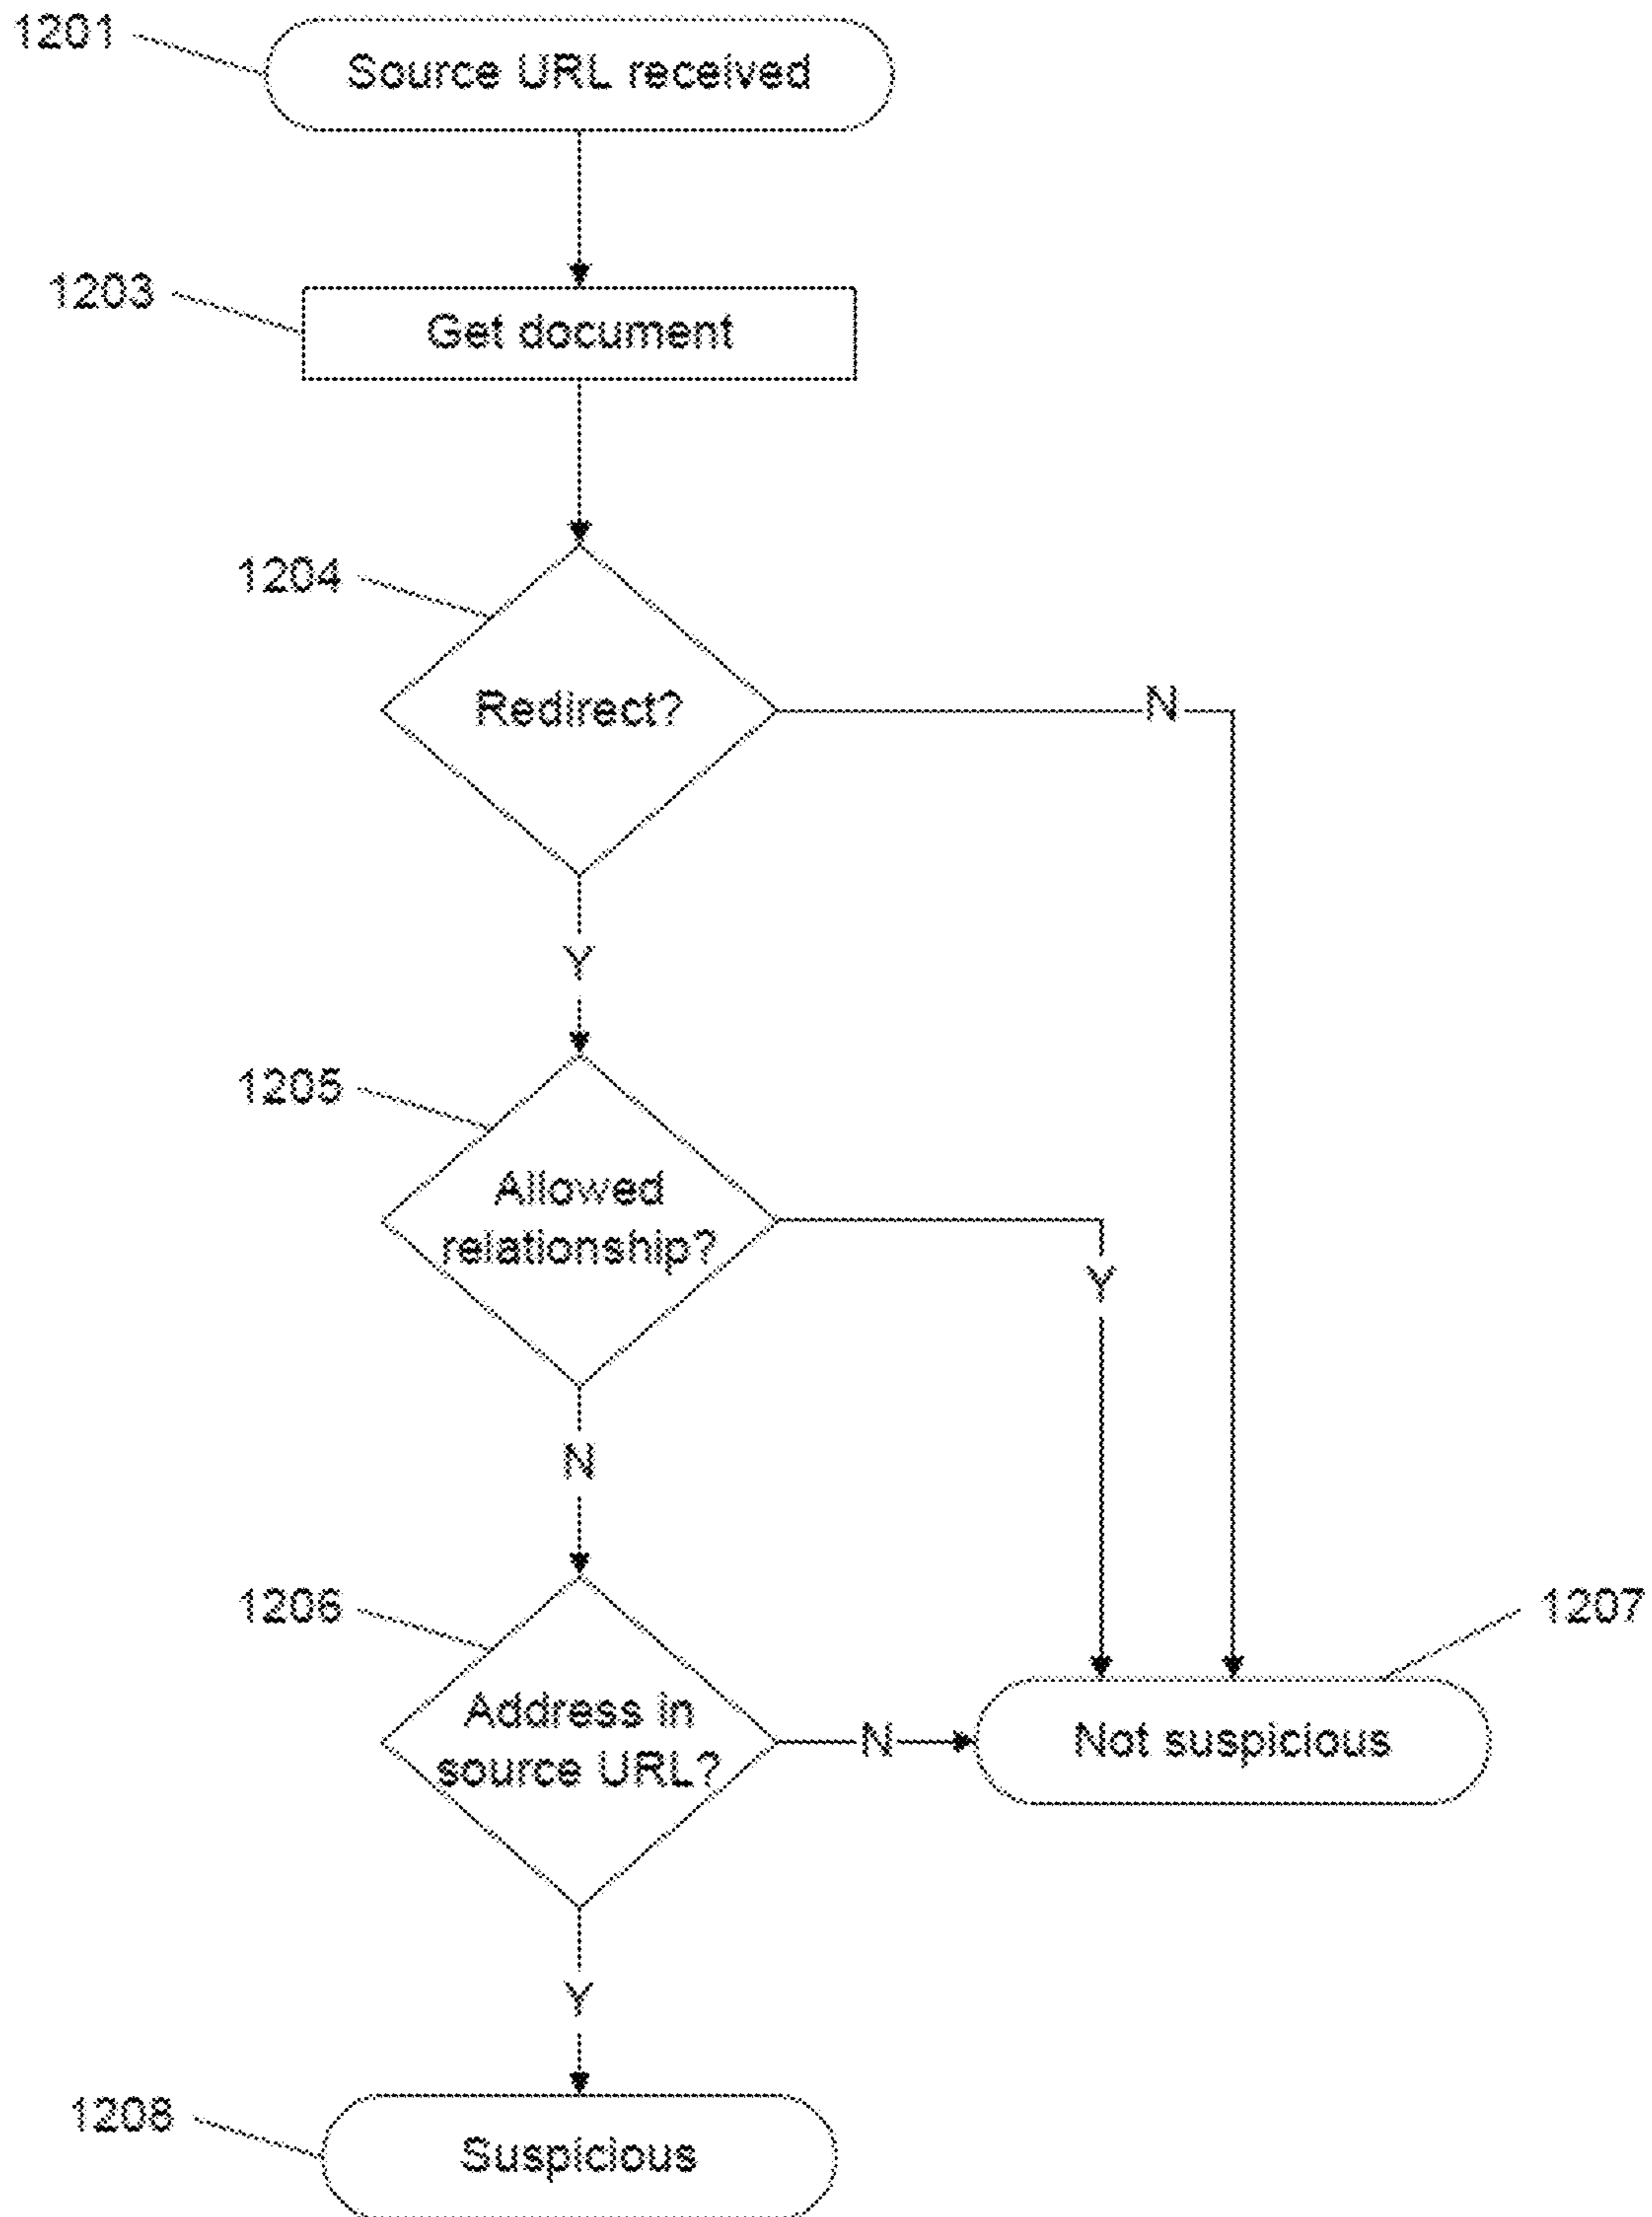 1201
Source URL received
1203
Get document
1204
Redirect?
N
Y
1205
Allowed
relationship?
Y
N
1206
1207
Address in
source URL?
N
Not suspicious
Y
1208
Suspicious